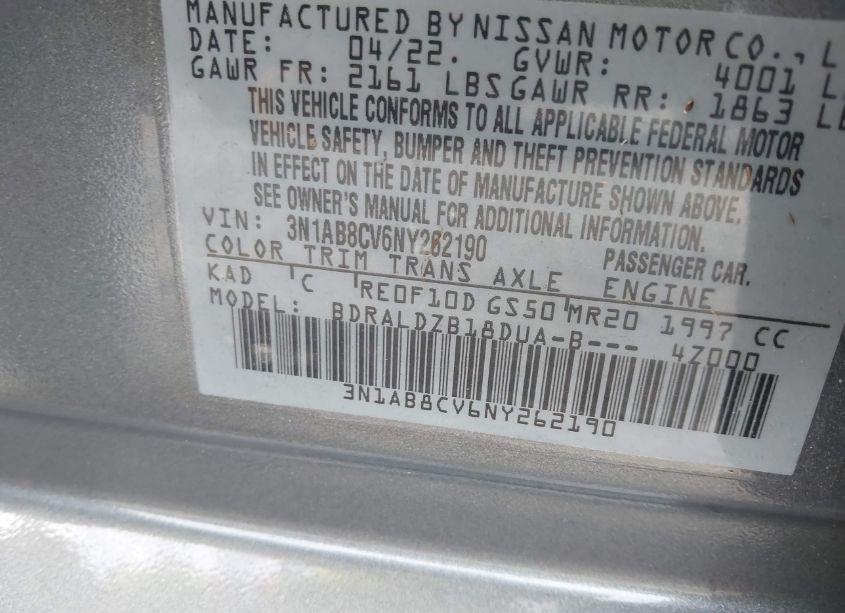 MANUFACTURED BY NISSAN MOTOR CO., L
DATE: 04/22. GVWR: 4001 L
GAWR FR: 2161 LBS GAWR RR: 1863 LB
THIS VEHICLE CONFORMS TO ALL APPLICABLE FEDERAL MOTOR
VEHICLE SAFETY, BUMPER AND THEFT PREVENTION STANDARDS
IN EFFECT ON THE DATE OF MANUFACTURE SHOWN ABOVE.
SEE OWNER'S MANUAL FOR ADDITIONAL INFORMATION.
VIN: 3N1AB8CV6NY262190 PASSENGER CAR.
COLOR TRIM TRANS AXLE ENGINE
KAD C RE0F10D GS50 MR20 1997 CC
MODEL: BDRALDZB18DUA-B--- 4Z000
3N1AB8CV6NY262190